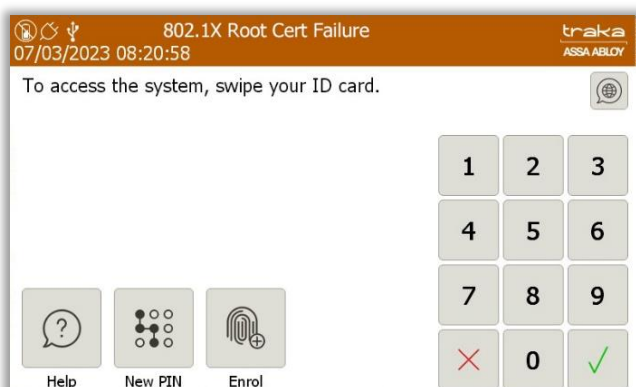 802.1X Root Cert Failure
traka
07/03/2023 08:20:58
ASSA ABLOY
To access the system, swipe your ID card.
1 2 3
4 5 6
7 8 9
0
Help New PIN Enrol